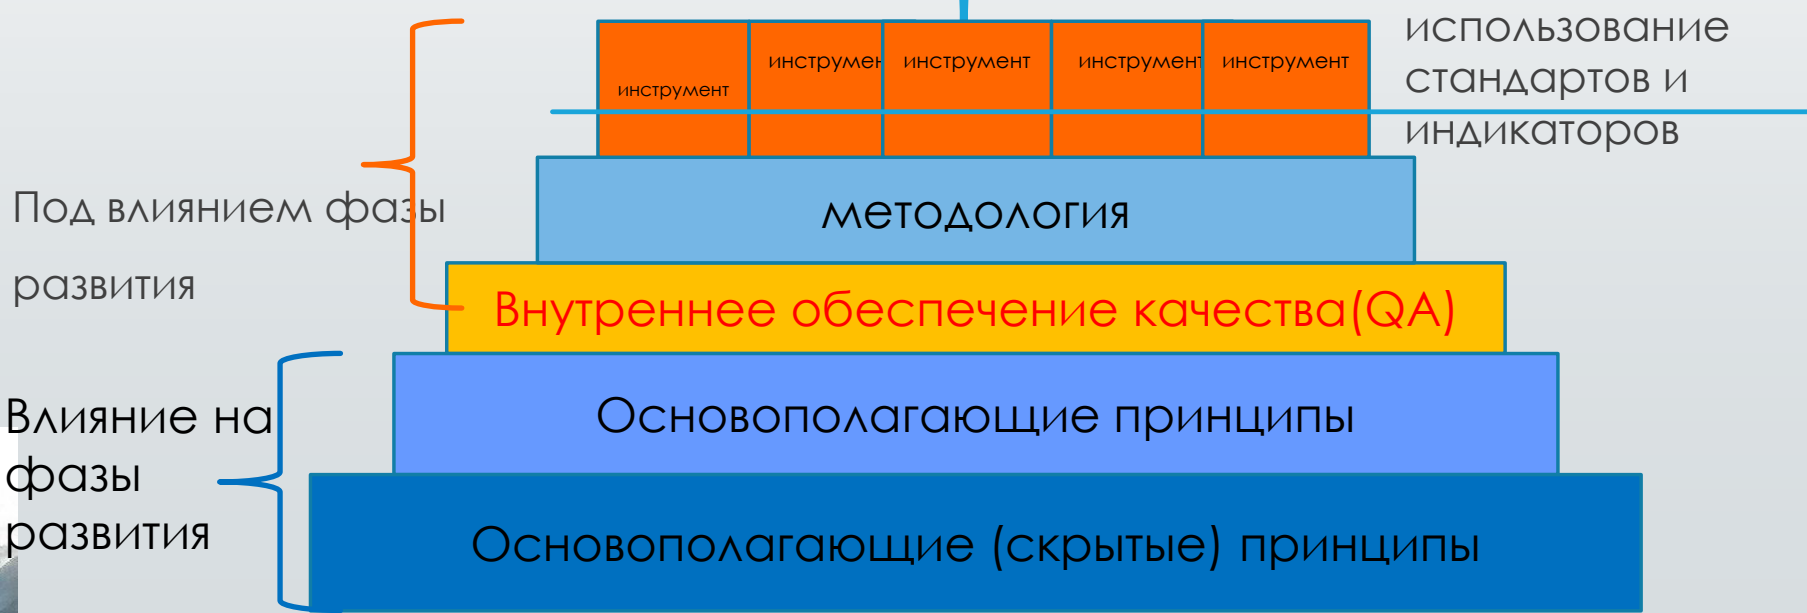 использование
стандартов и
индикаторов
инструмент
инструмен
инструмент
инструмент
инструмент
методология
Под влиянием фазы
развития
Внутреннее обеспечение качества(QA)
Основополагающие принципы
Влияние на
фазы
развития
Основополагающие (скрытые) принципы